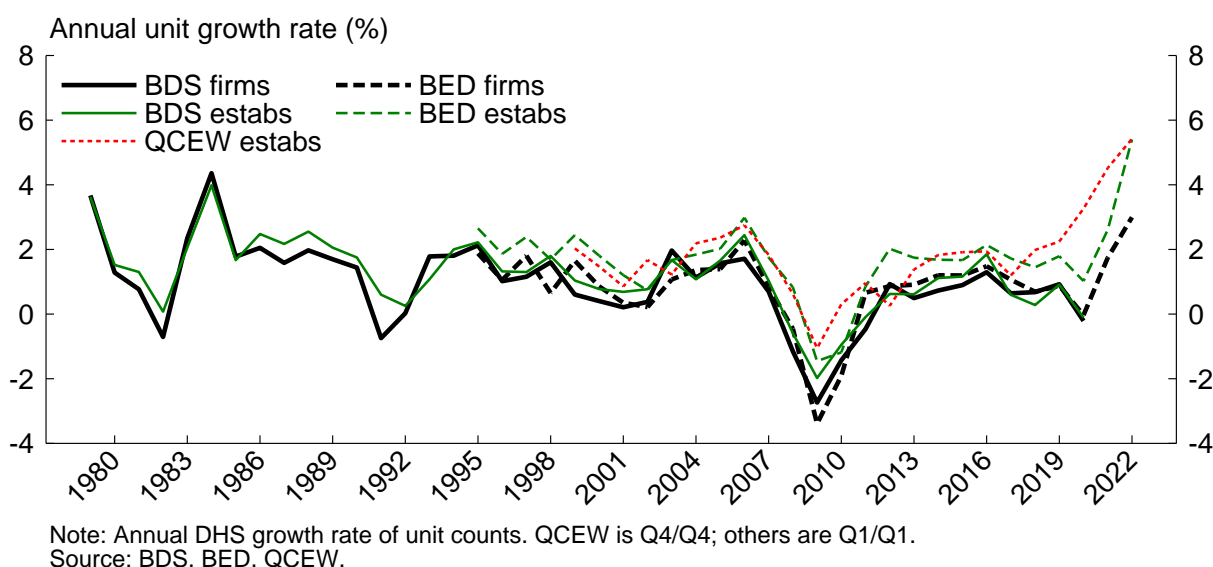 Annual unit growth rate (%)
8 8
BDS firms BED firms
BDS estabs BED estabs
6 6
QCEW estabs
4 4
2 2
0 0
-2 -2
-4 -4
1980 1983 1986 1989 1992 1995 1998 2001 2004 2007 2010 2013 2016 2019 2022
Note: Annual DHS growth rate of unit counts. QCEW is Q4/Q4; others are Q1/Q1.
Source: BDS, BED, QCEW.